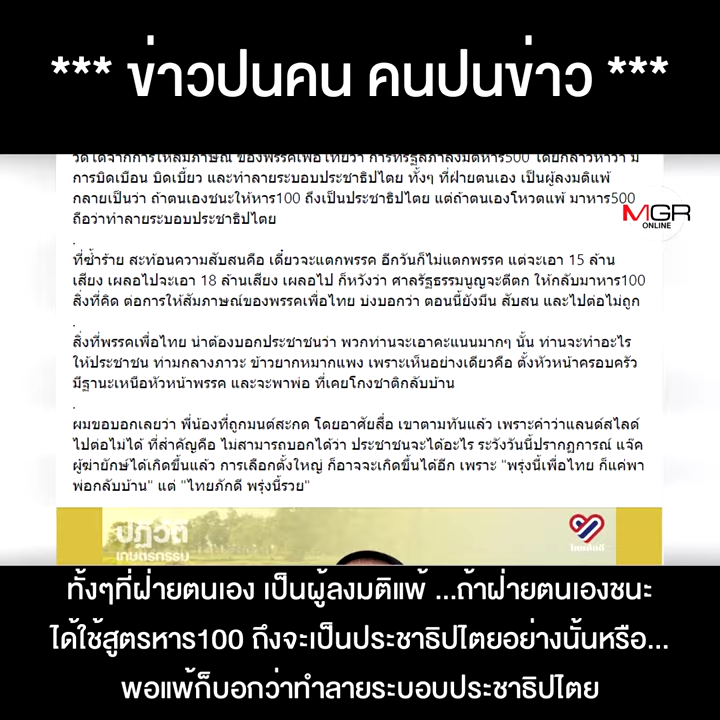 *** ข่าวปนคน คนปนข่าว ***
วัดได้จากการให้สัมภาษณ์ ของพรรคเพื่อไทยว่า การที่รัฐสภาลงมติหาร500 โดยกล่าวหาว่า มี
การบิดเบือน บิดเบี้ยว และทำลายระบอบประชาธิปไตย ทั้งๆ ที่ฝ่ายตนเอง เป็นผู้ลงมติแพ้
กลายเป็นว่า ถ้าตนเองชนะให้หาร100 ถึงเป็นประชาธิปไตย แต่ถ้าตนเองโหวตแพ้ มาหาร500
ถือว่าทำลายระบอบประชาธิปไตย
.
MGR
ONLINE
ที่ซ้ำร้าย สะท้อนความสับสนคือ เดี๋ยวจะแตกพรรค อีกวันก็ไม่แตกพรรค แต่จะเอา 15 ล้าน
เสียง เผลอไปจะเอา 18 ล้านเสียง เผลอไป ก็หวังว่า ศาลรัฐธรรมนูญจะตีตก ให้กลับมาหาร100
สิ่งที่คิด ต่อการให้สัมภาษณ์ของพรรคเพื่อไทย บ่งบอกว่า ตอนนี้ยังมึน สับสน และไปต่อไม่ถูก
.
สิ่งที่พรรคเพื่อไทย น่าต้องบอกประชาชนว่า พวกท่านจะเอาคะแนนมากๆ นั้น ท่านจะทำอะไร
ให้ประชาชน ท่ามกลางภาวะ ข้าวยากหมากแพง เพราะเห็นอย่างเดียวคือ ตั้งหัวหน้าครอบครัว
มีฐานะเหนือหัวหน้าพรรค และจะพาพ่อ ที่เคยโกงชาติกลับบ้าน
.
ผมขอบอกเลยว่า พี่น้องที่ถูกมนต์สะกด โดยอาศัยสื่อ เขาตามทันแล้ว เพราะคำว่าแลนด์สไลด์
ไปต่อไม่ได้ ที่สำคัญคือ ไม่สามารถบอกได้ว่า ประชาชนจะได้อะไร ระวังวันนี้ปรากฏการณ์ แจ๊ค
ผู้ฆ่ายักษ์ได้เกิดขึ้นแล้ว การเลือกตั้งใหญ่ ก็อาจจะเกิดขึ้นได้อีก เพราะ "พรุ่งนี้เพื่อไทย ก็แค่พา
พ่อกลับบ้าน" แต่ "ไทยภักดี พรุ่งนี้รวย"
ปฏิวัติ
เกษตรกรรม
ไทยภักดี
ทั้งๆที่ฝ่ายตนเอง เป็นผู้ลงมติแพ้ ...ถ้าฝ่ายตนเองชนะ
ได้ใช้สูตรหาร100 ถึงจะเป็นประชาธิปไตยอย่างนั้นหรือ...
พอแพ้ก็บอกว่าทำลายระบอบประชาธิปไตย